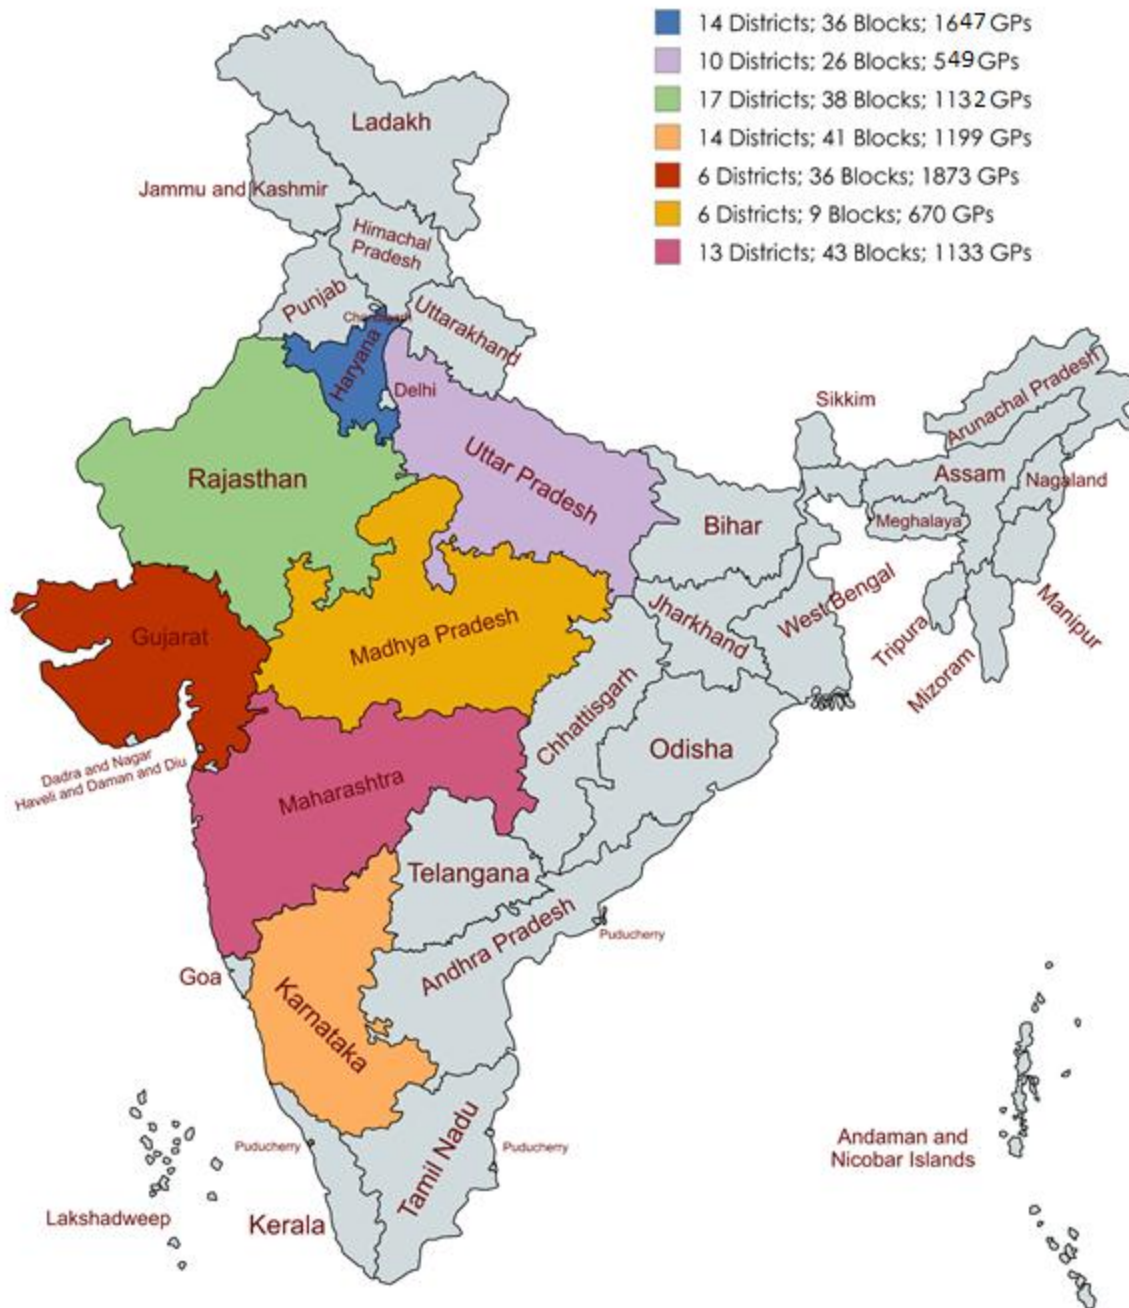 14 Districts; 36 Blocks; 1647 GPs
10 Districts; 26 Blocks; 549 GPs
17 Districts; 38 Blocks; 1132 GPs
14 Districts; 41 Blocks; 1199 GPs
6 Districts; 36 Blocks; 1873 GPs
6 Districts; 9 Blocks; 670 GPs
13 Districts; 43 Blocks; 1133 GPs
Ladakh
Jammu and Kashmir
Himachal
Pradesh
Punjab
Uttarakhand
Haryana
Delhi
Rajasthan
Uttar Pradesh
Sikkim
Arunachal Pradesh
Assam
Nagaland
Meghalaya
Bihar
Manipur
Tripura
Mizoram
West Bengal
Jharkhand
Gujarat
Madhya Pradesh
Chhattisgarh
Odisha
Dadra and Nagar
Haveli and Daman and Diu
Maharashtra
Telangana
Andhra Pradesh
Puducherry
Goa
Karnataka
Puducherry
Puducherry
Tamil Nadu
Kerala
Lakshadweep
Andaman and
Nicobar Islands